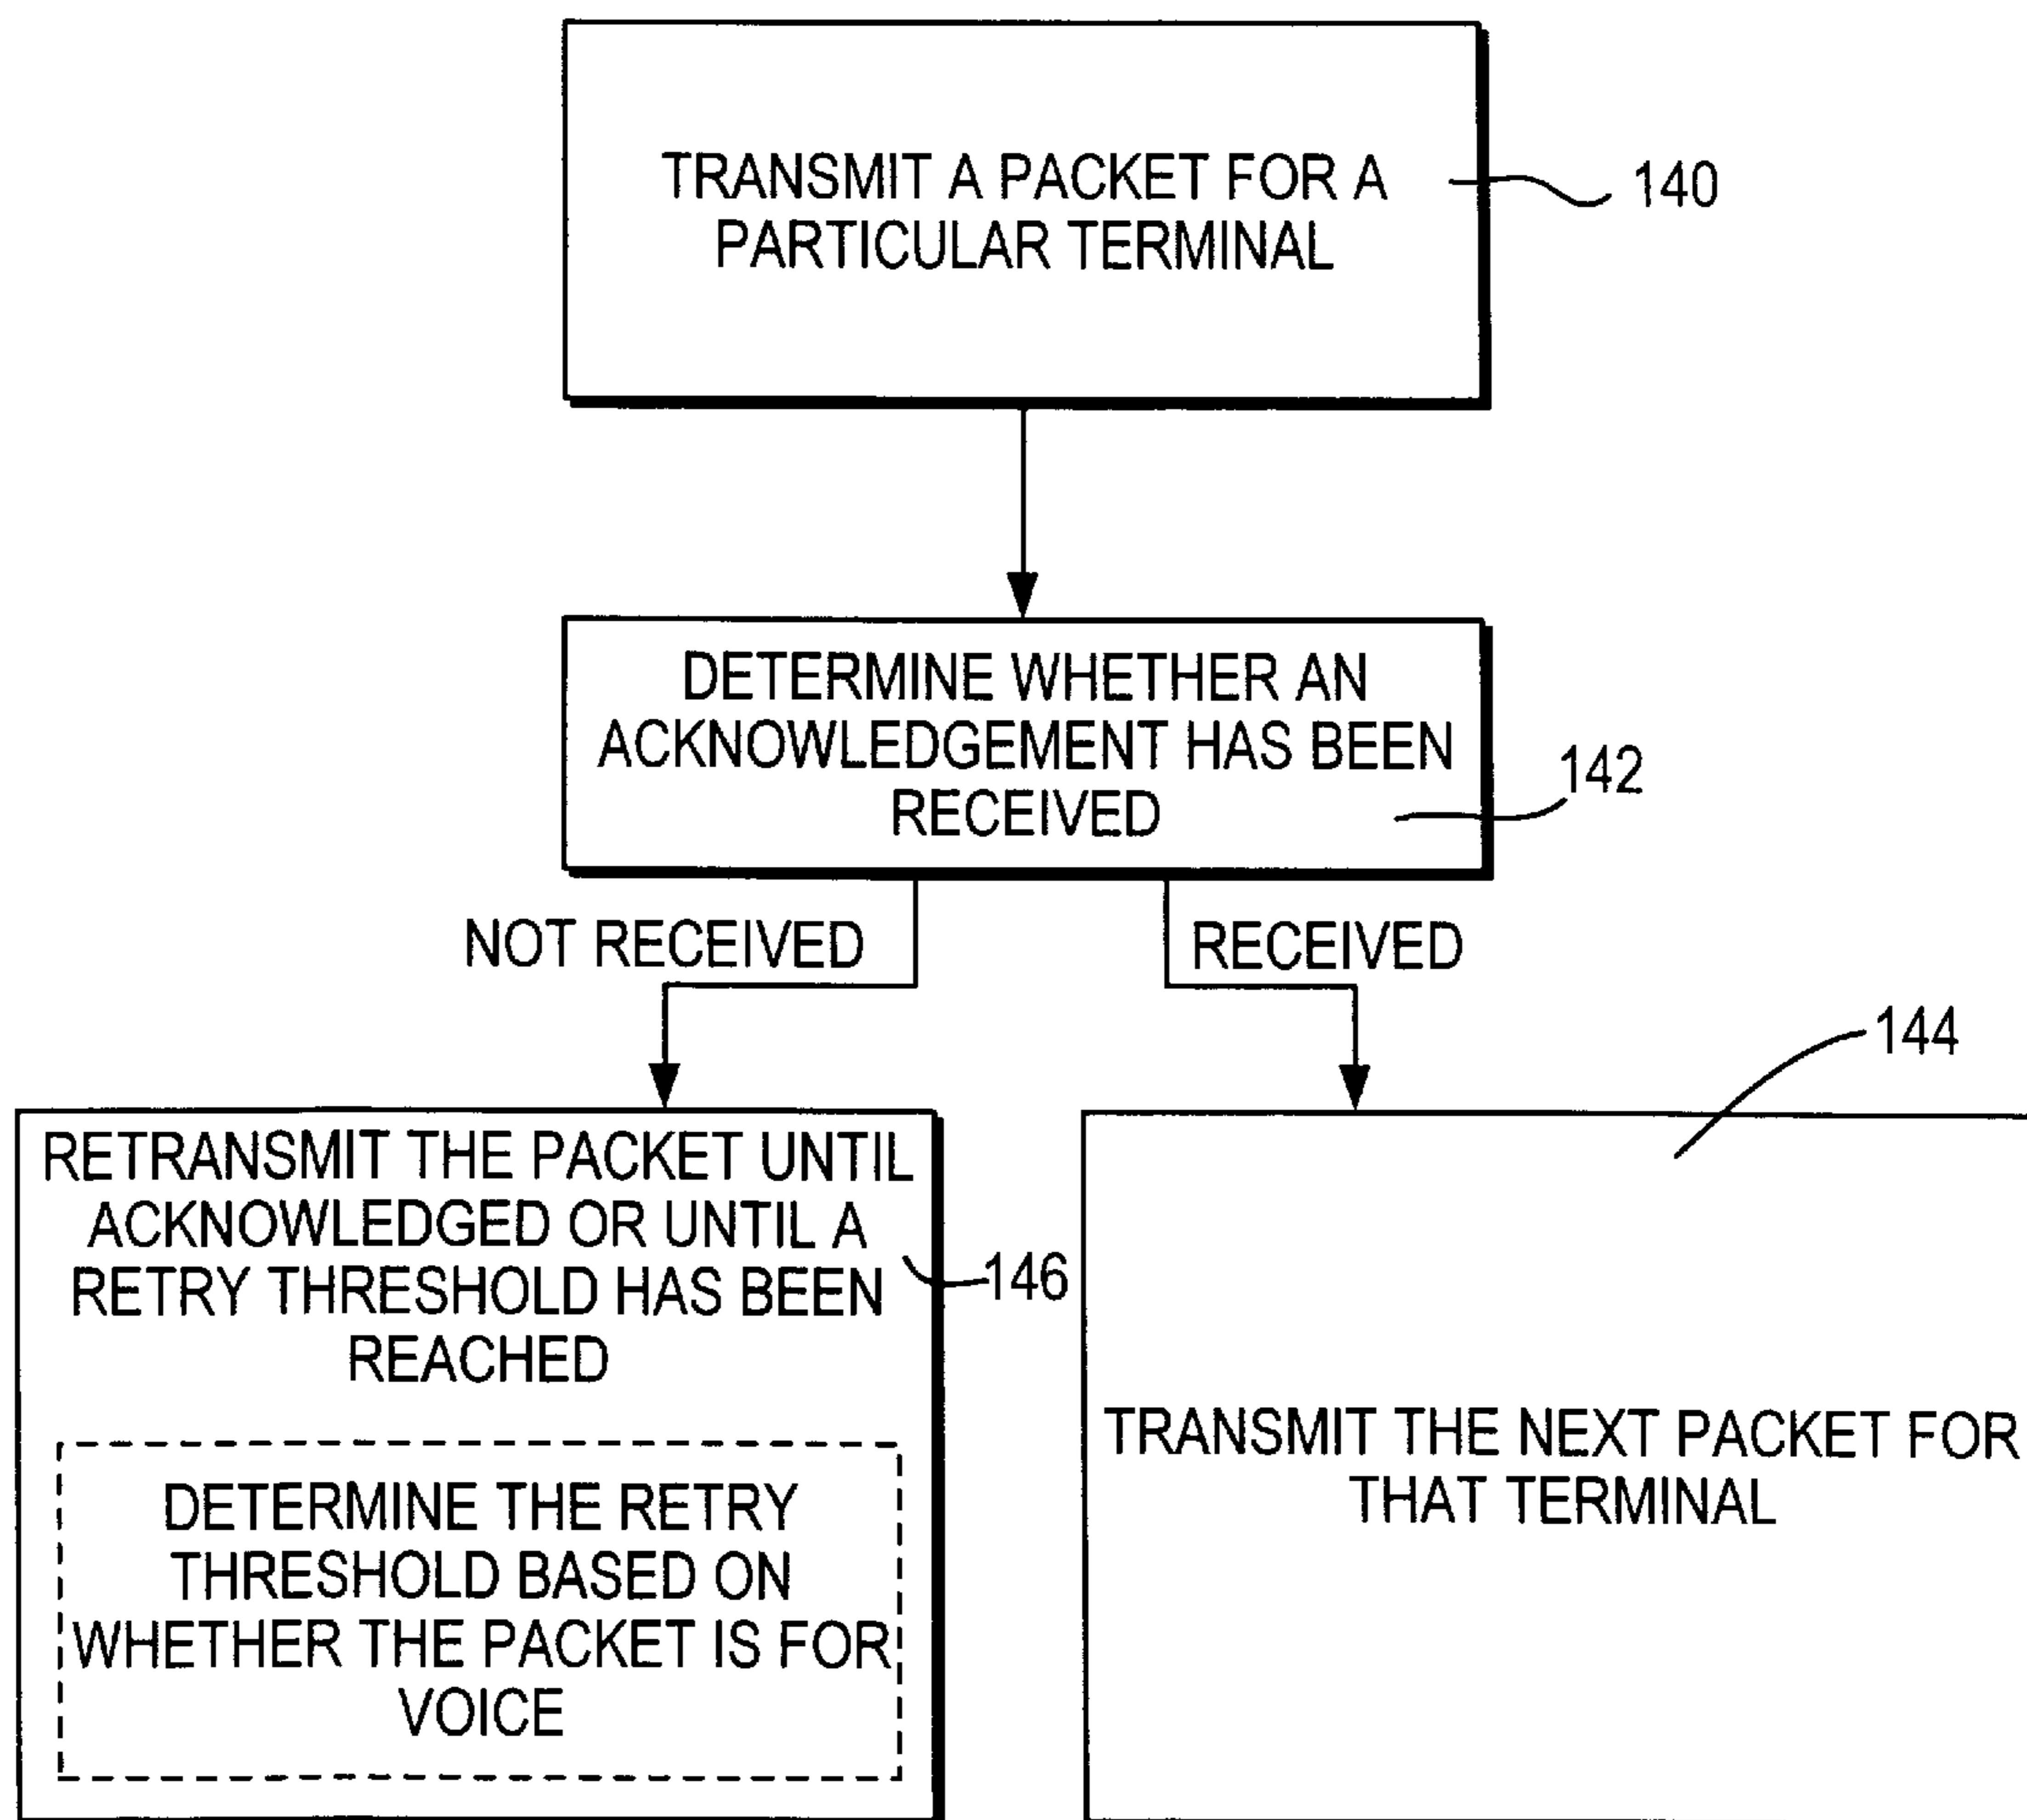 TRANSMIT A PACKET FOR A
PARTICULAR TERMINAL
140
DETERMINE WHETHER AN
ACKNOWLEDGEMENT HAS BEEN
RECEIVED
142
NOT RECEIVED
RECEIVED
144
RETRANSMIT THE PACKET UNTIL
ACKNOWLEDGED OR UNTIL A
RETRY THRESHOLD HAS BEEN
REACHED
146
DETERMINE THE RETRY
THRESHOLD BASED ON
WHETHER THE PACKET IS FOR
VOICE
TRANSMIT THE NEXT PACKET FOR
THAT TERMINAL